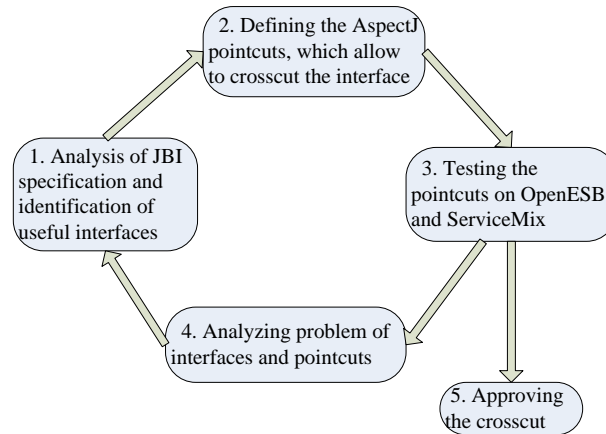 2. Defining the AspectJ
pointcuts, which allow
to crosscut the interface
1. Analysis of JBI
specification and
identification of
useful interfaces
3. Testing the
pointcuts on OpenESB
and ServiceMix
4. Analyzing problem of
interfaces and pointcuts
5. Approving
the crosscut